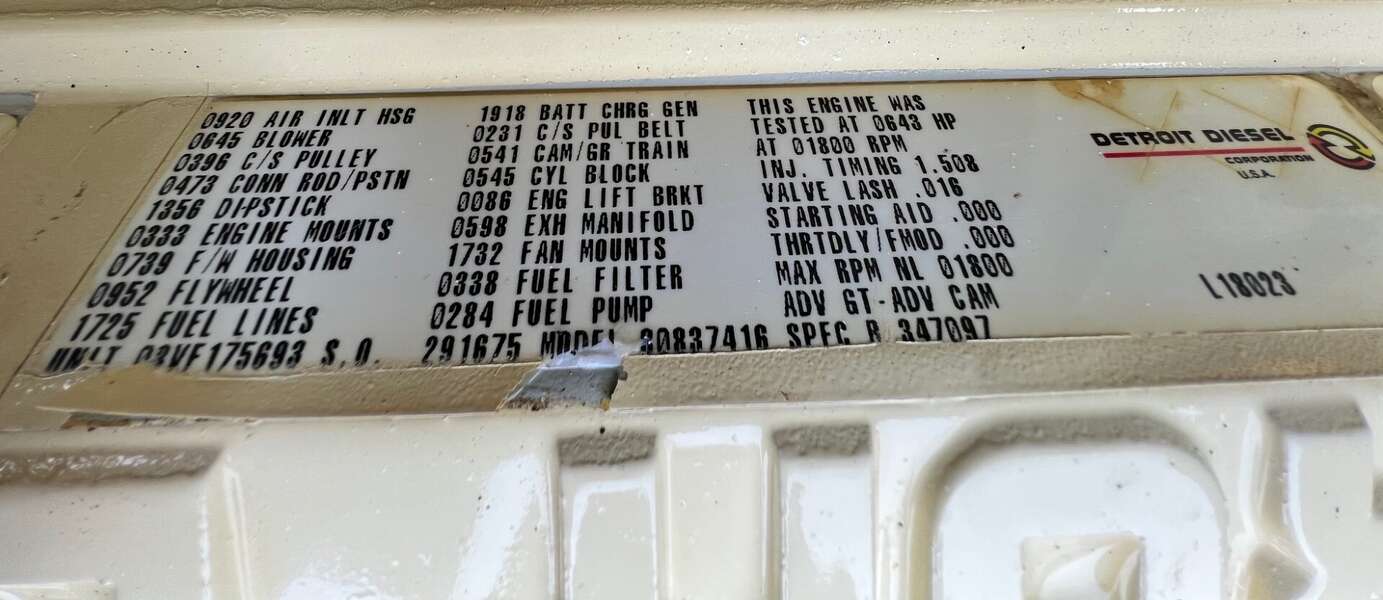 0920 AIR INLT HSG
0645 BLOWER
0396 C/S PULLEY
0473 CONN ROD/PSTN
1356 DIPSTICK
0333 ENGINE MOUNTS
0739 F/W HOUSING
0952 FLYWHEEL
1725 FUEL LINES
1918 BATT CHRG GEN
0231 C/S PUL BELT
0541 CAM/GR TRAIN
0545 CYL BLOCK
0086 ENG LIFT BRKT
0598 EXH MANIFOLD
1732 FAN MOUNTS
0338 FUEL FILTER
0284 FUEL PUMP
THIS ENGINE WAS
TESTED AT 0643 HP
AT 01800 RPM
INJ. TIMING 1.508
VALVE LASH .016
STARTING AID .000
THRTDLY/FMOD .000
MAX RPM NL 01800
ADV GT-ADV CAM
UNIT 03VF175693 S.O. 291675 MODEL 80837416 SPEC R 347097
DETROIT DIESEL
CORPORATION
U.S.A.
L18023